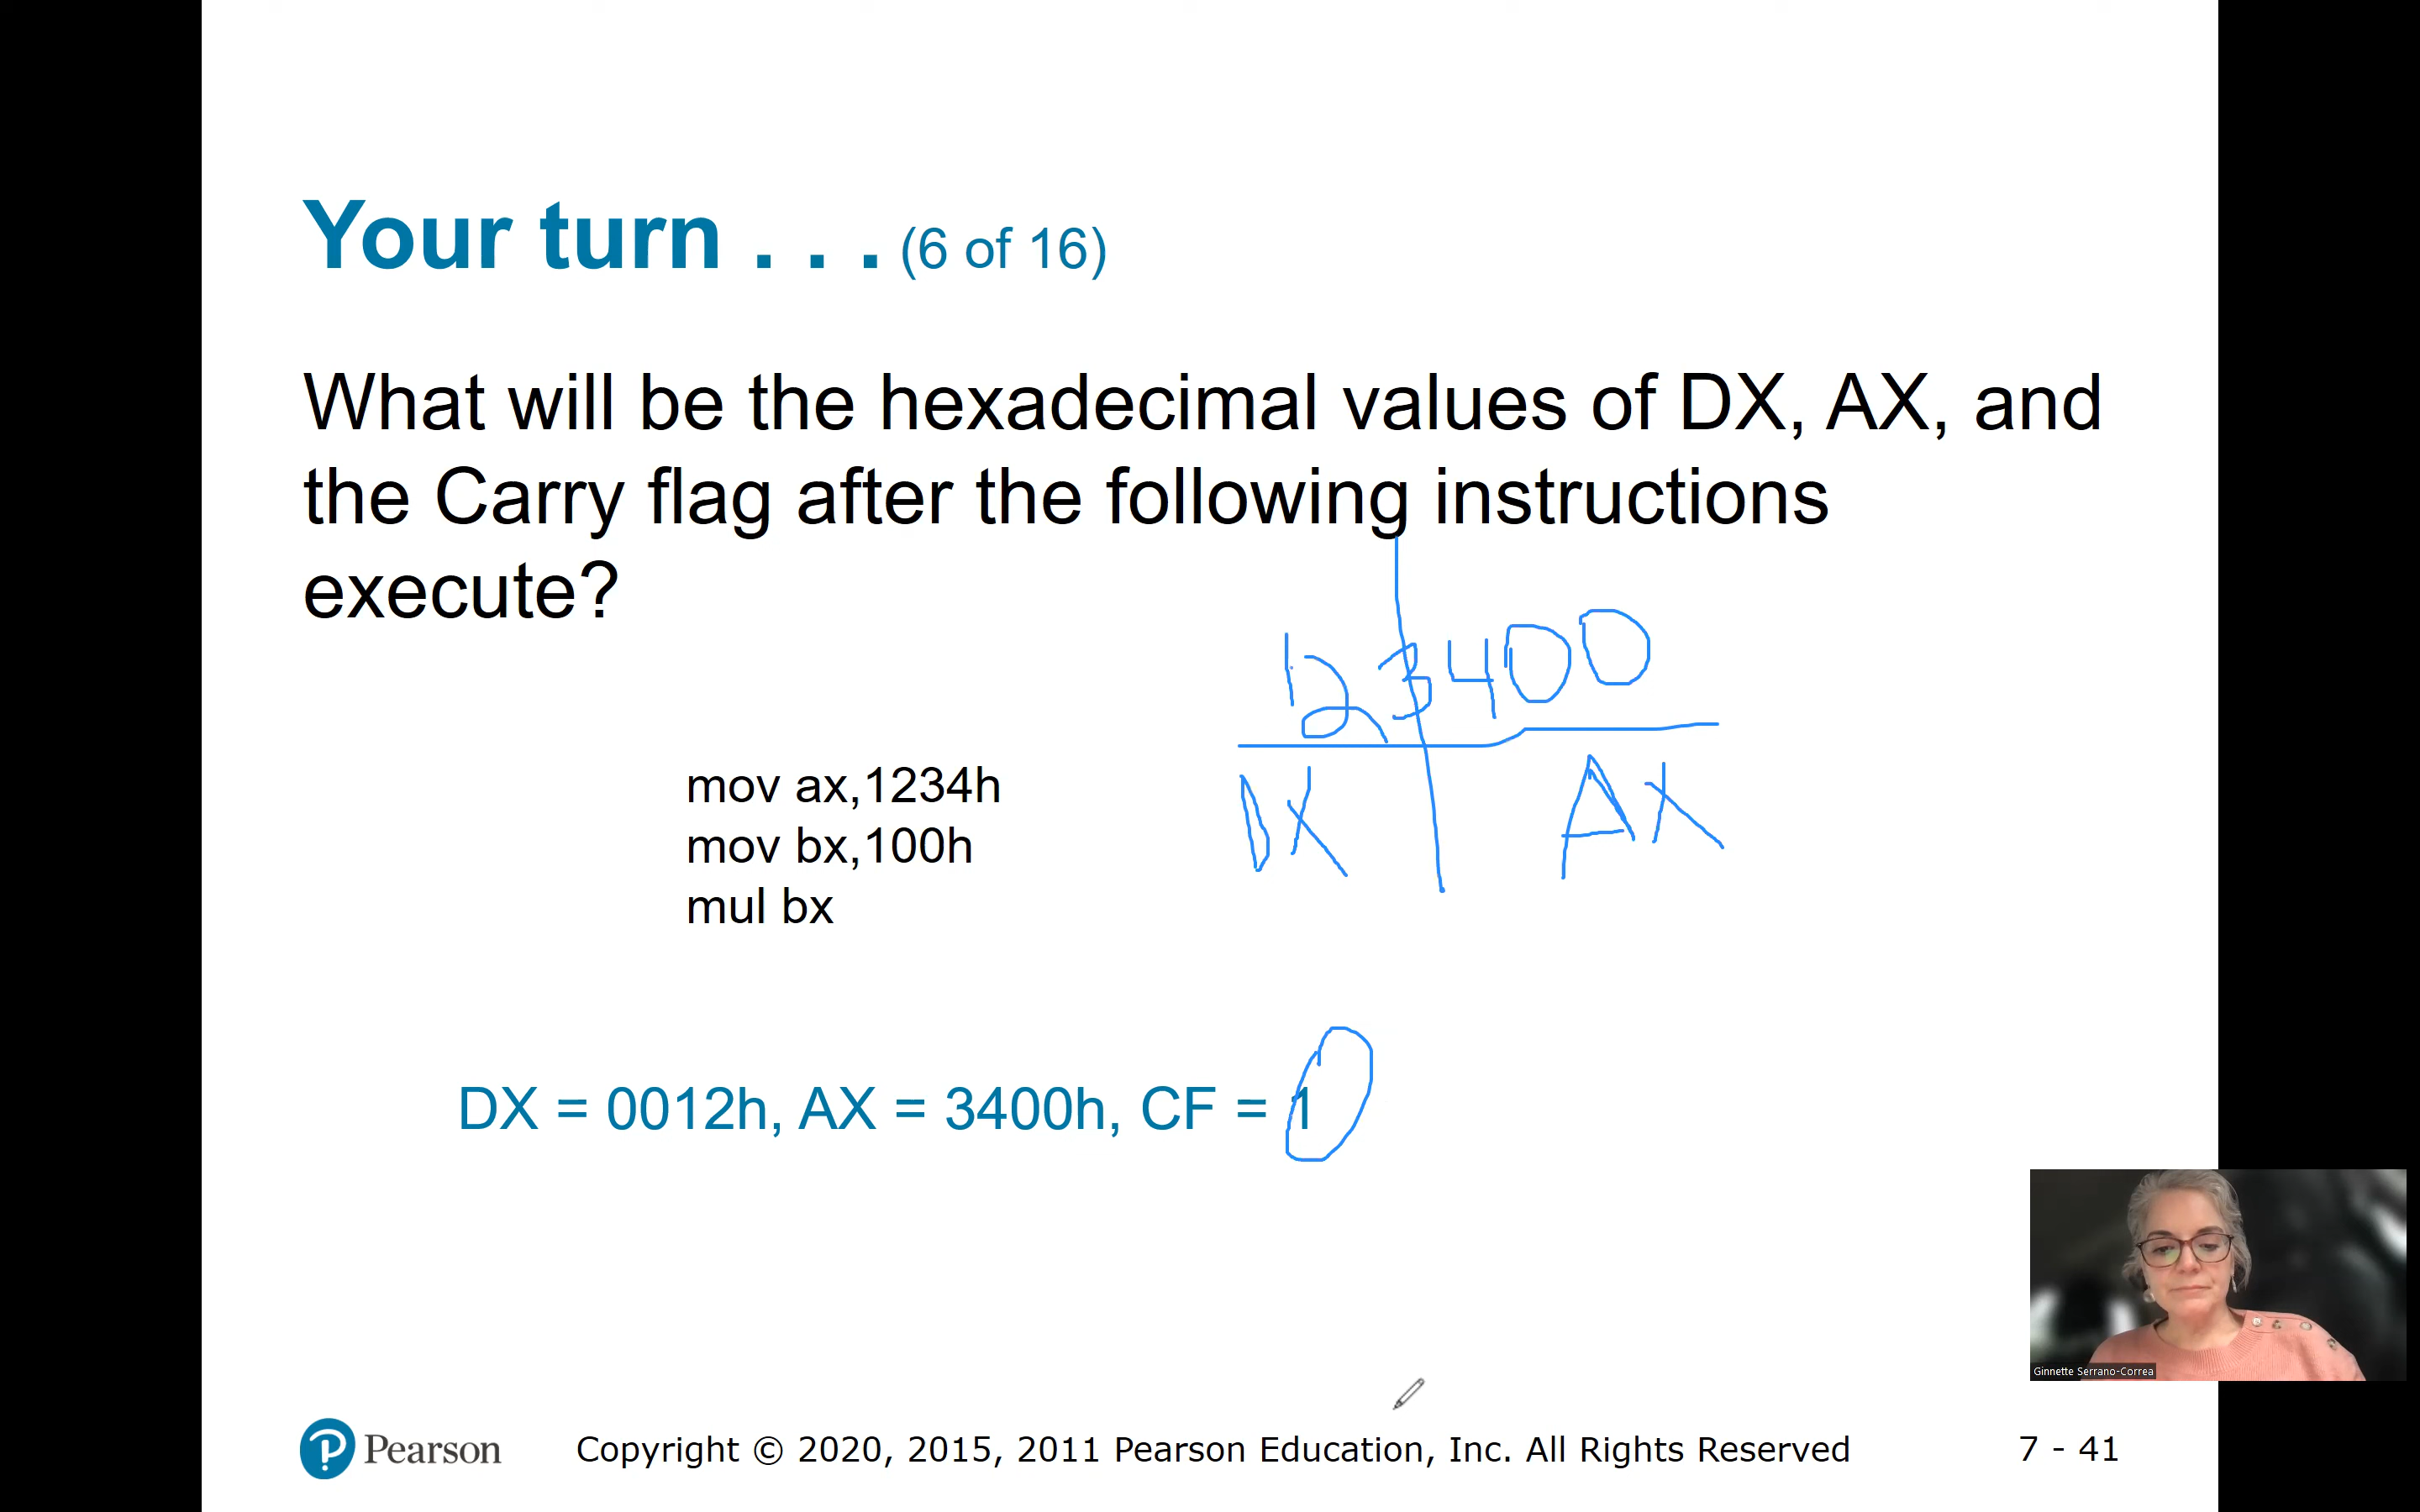 Your turn . . . (6 of 16)
What will be the hexadecimal values of DX, AX, and
the Carry flag after the following instructions
execute?
123400
DX AX
mov ax,1234h
mov bx,100h
mul bx
DX = 0012h, AX = 3400h, CF = 1
Ginnette Serrano-Correa
Pearson
Copyright © 2020, 2015, 2011 Pearson Education, Inc. All Rights Reserved
7 - 41